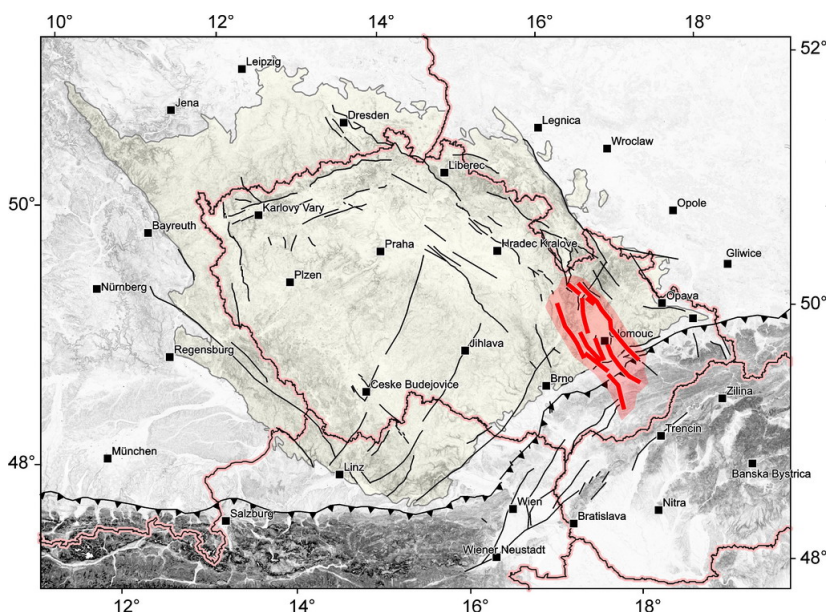 10° 12° 14° 16° 18°
52°
Leipzig
Jena
Dresden
Legnica
Wroclaw
Liberec
50°
Karlovy Vary
Opole
Bayreuth
Praha
Hradec Kralove
Gliwice
Plzen
Nürnberg
Opava
50°
lomouc
Regensburg
Jihlava
Ceske Budejovice
Brno
Zilina
Trencin
München
48°
Linz
Banska Bystrica
Salzburg
Wien
Nitra
Bratislava
Wiener Neustadt
48°
12° 14° 16° 18°